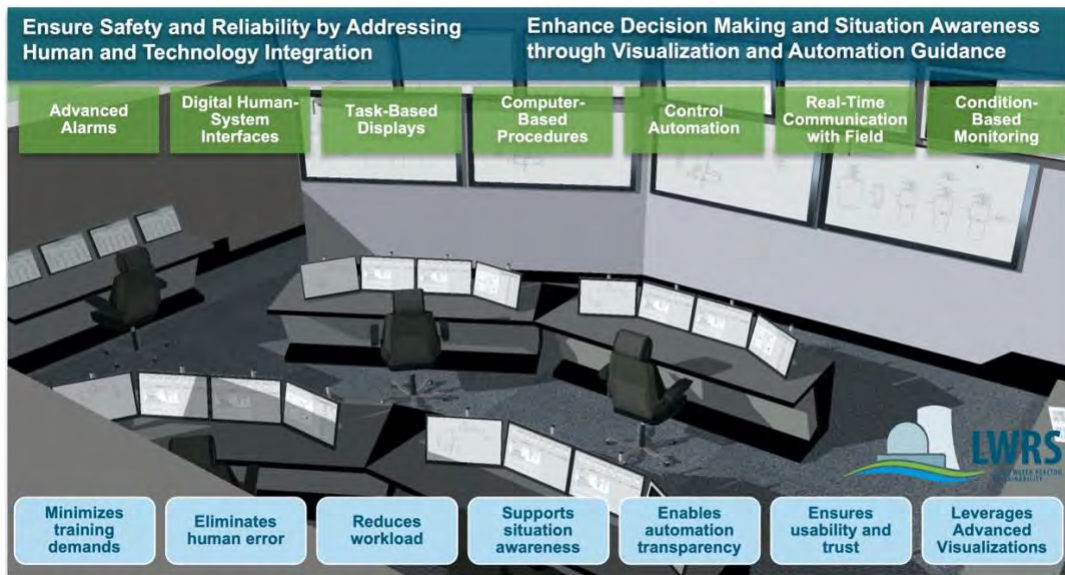 Ensure Safety and Reliability by Addressing
Human and Technology Integration
Enhance Decision Making and Situation Awareness
through Visualization and Automation Guidance
Advanced
Alarms
Digital Human-
System
Interfaces
Task-Based
Displays
Computer-
Based
Procedures
Control
Automation
Real-Time
Communication
with Field
Condition-
Based
Monitoring
LWRS
WATER REACTOR
Minimizes
training
demands
Eliminates
human error
Reduces
workload
Supports
situation
awareness
Enables
automation
transparency
Ensures
usability and
trust
Leverages
Advanced
Visualizations